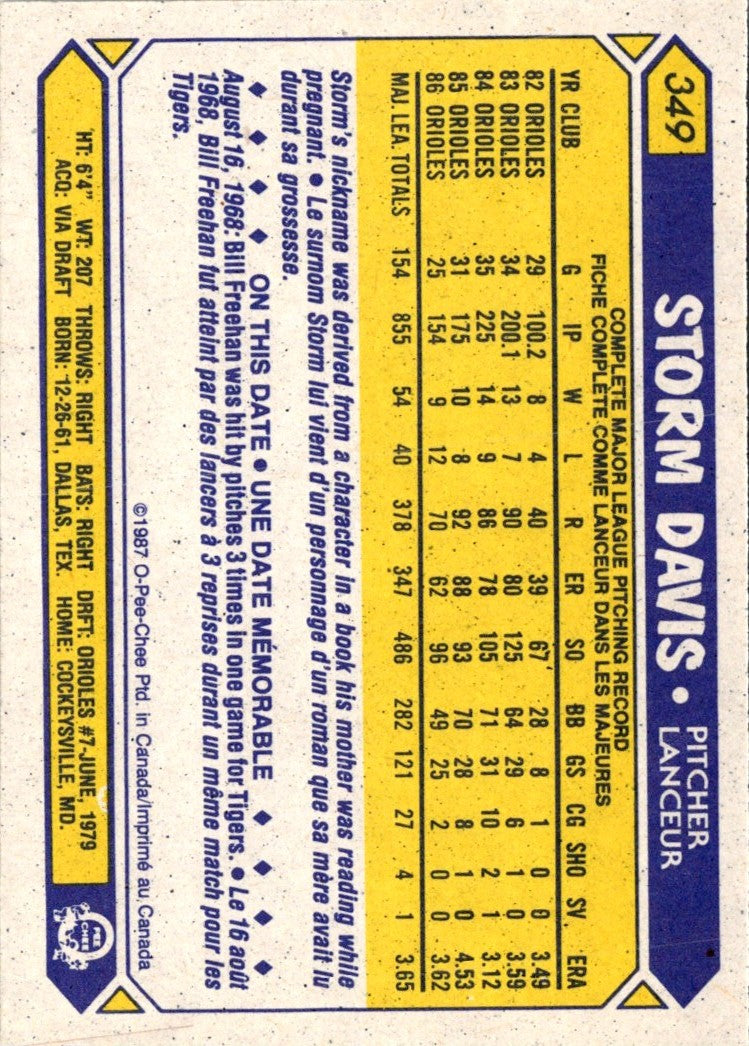 349
STORM DAVIS • PITCHER
LANCEUR
COMPLETE MAJOR LEAGUE PITCHING RECORD
FICHE COMPLÈTE COMME LANCEUR DANS LES MAJEURES
YR CLUB G IP W L R ER SO BB GS CG SHO SV. ERA
82 ORIOLES 29 100.2 8 4 40 39 67 28 8 1 0 0 3.49
83 ORIOLES 34 200.1 13 7 90 80 125 64 29 6 1 0 3.59
84 ORIOLES 35 225 14 9 86 78 105 71 31 10 2 1 3.12
85 ORIOLES 31 175 10 8 92 88 93 70 28 8 1 0 4.53
86 ORIOLES 25 154 9 12 70 62 96 49 25 2 0 0 3.62
MAJ. LEA. TOTALS 154 855 54 40 378 347 486 282 121 27 4 1 3.65
Storm's nickname was derived from a character in a book his mother was reading while
pregnant. • Le surnom Storm lui vient d'un personnage d'un roman que sa mère avait lu
durant sa grossesse.
ON THIS DATE • UNE DATE MÉMORABLE
August 16, 1968: Bill Freehan was hit by pitches 3 times in one game for Tigers. • Le 16 août
1968, Bill Freehan fut atteint par des lancers à 3 reprises durant un même match pour les
Tigers.
©1987 O-Pee-Chee Ptd. in Canada/Imprimé au Canada
HT: 6'4" WT: 207 THROWS: RIGHT BATS: RIGHT DRFT: ORIOLES #7-JUNE, 1979
ACQ: VIA DRAFT BORN: 12-26-61, DALLAS, TEX. HOME: COCKEYSVILLE, MD.
O
PEE
CHEE